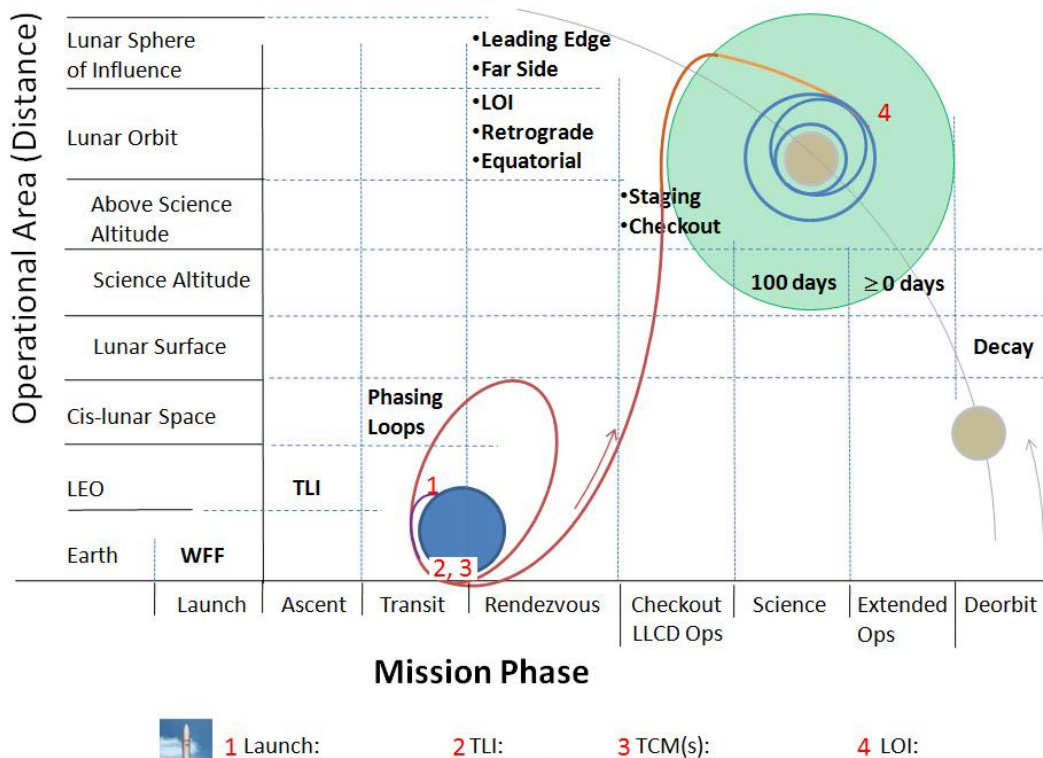 Operational Area (Distance)
Lunar Sphere
of Influence
•Leading Edge
•Far Side
Lunar Orbit
•LOI
•Retrograde
•Equatorial
4
Above Science
Altitude
•Staging
•Checkout
Science Altitude
100 days
≥0 days
Lunar Surface
Decay
Cis-lunar Space
Phasing
Loops
LEO
TLI
1
Earth
WFF
2, 3
Launch
Ascent
Transit
Rendezvous
Checkout
LLCD Ops
Science
Extended
Ops
Deorbit
Mission Phase
1 Launch:
2 TLI:
3 TCM(s):
4 LOI: